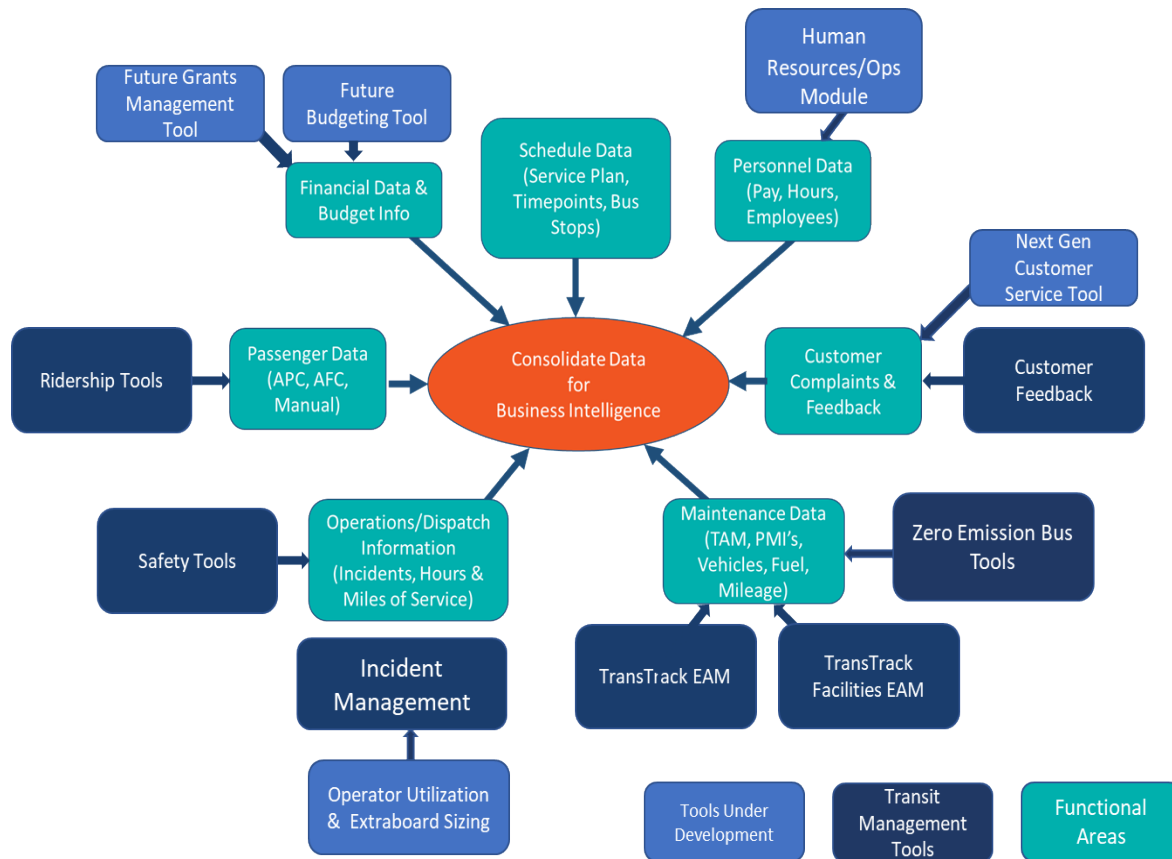 Human
Resources/Ops
Module
Future Grants
Management
Tool
Future
Budgeting Tool
Schedule Data
(Service Plan,
Timepoints, Bus
Stops)
Personnel Data
(Pay, Hours,
Employees)
Financial Data &
Budget Info
Next Gen
Customer
Service Tool
Ridership Tools
Passenger Data
(APC, AFC,
Manual)
Consolidate Data
for
Business Intelligence
Customer
Complaints &
Feedback
Customer
Feedback
Safety Tools
Operations/Dispatch
Information
(Incidents, Hours &
Miles of Service)
Maintenance Data
(TAM, PMI's,
Vehicles, Fuel,
Mileage)
Zero Emission Bus
Tools
Incident
Management
TransTrack EAM
TransTrack
Facilities EAM
Operator Utilization
& Extraboard Sizing
Tools Under
Development
Transit
Management
Tools
Functional
Areas